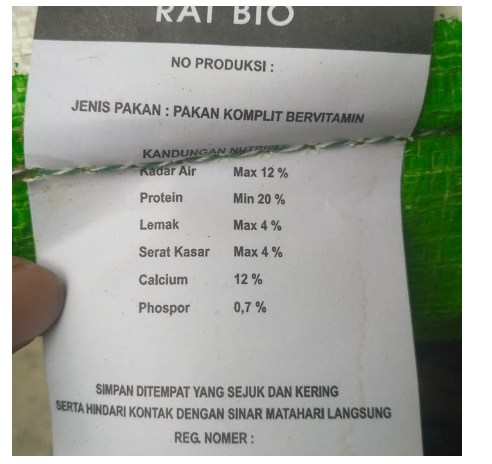 RAT BIO
NO PRODUKSI :
JENIS PAKAN : PAKAN KOMPLIT BERVITAMIN
KANDUNGAN
Kadar Air Max 12 %
Protein Min 20 %
Lemak Max 4 %
Serat Kasar Max 4 %
Calcium 12 %
Phospor 0,7 %
SIMPAN DITEMPAT YANG SEJUK DAN KERING
SERTA HINDARI KONTAK DENGAN SINAR MATAHARI LANGSUNG
REG. NOMER :